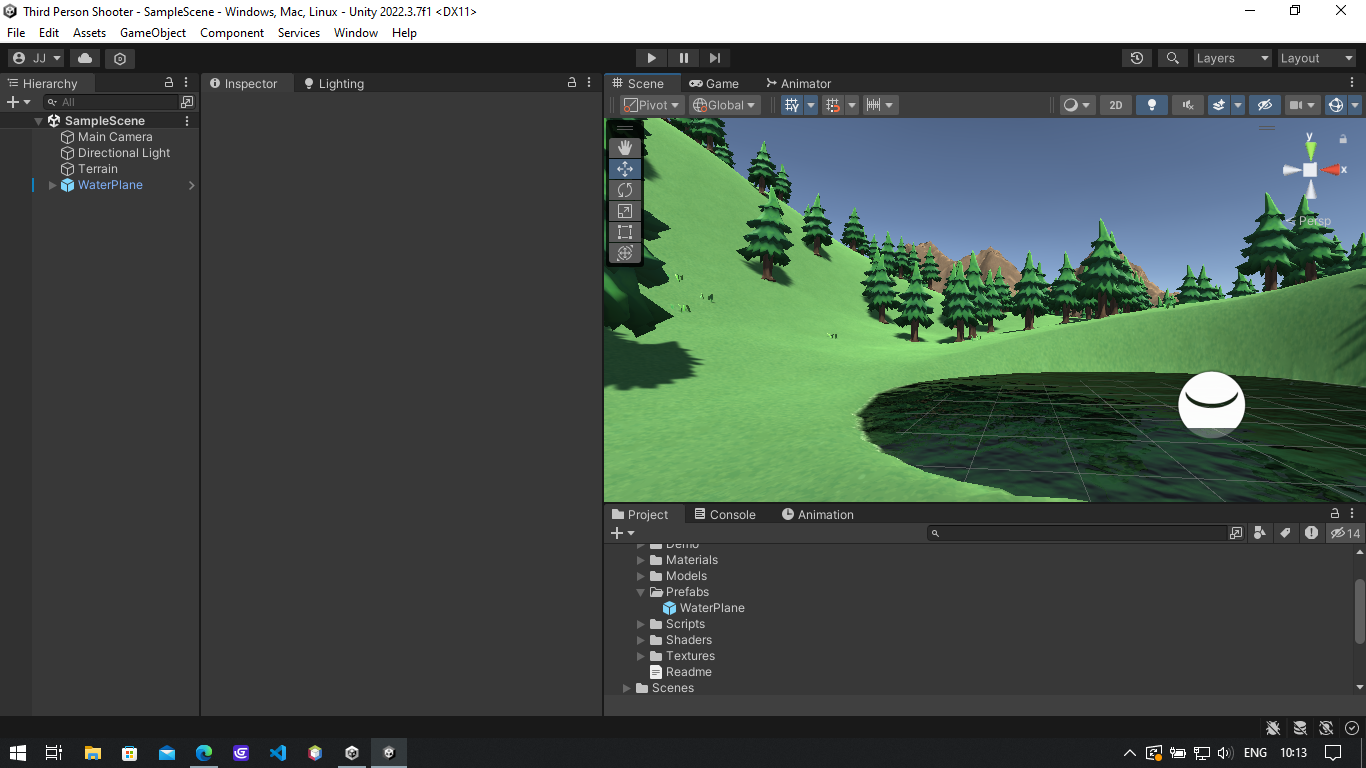 Third Person Shooter - SampleScene - Windows, Mac, Linux - Unity 2022.3.7f1 <DX11>
File Edit Assets GameObject Component Services Window Help
JJ
Layers
Layout
Hierarchy
All
SampleScene
Main Camera
Directional Light
Terrain
WaterPlane
Inspector
Lighting
Scene
Game
Animator
Pivot
Global
2D
y
x
Persp
Project
Console
Animation
14
Demo
Materials
Models
Prefabs
WaterPlane
Scripts
Shaders
Textures
Readme
Scenes
ENG
10:13